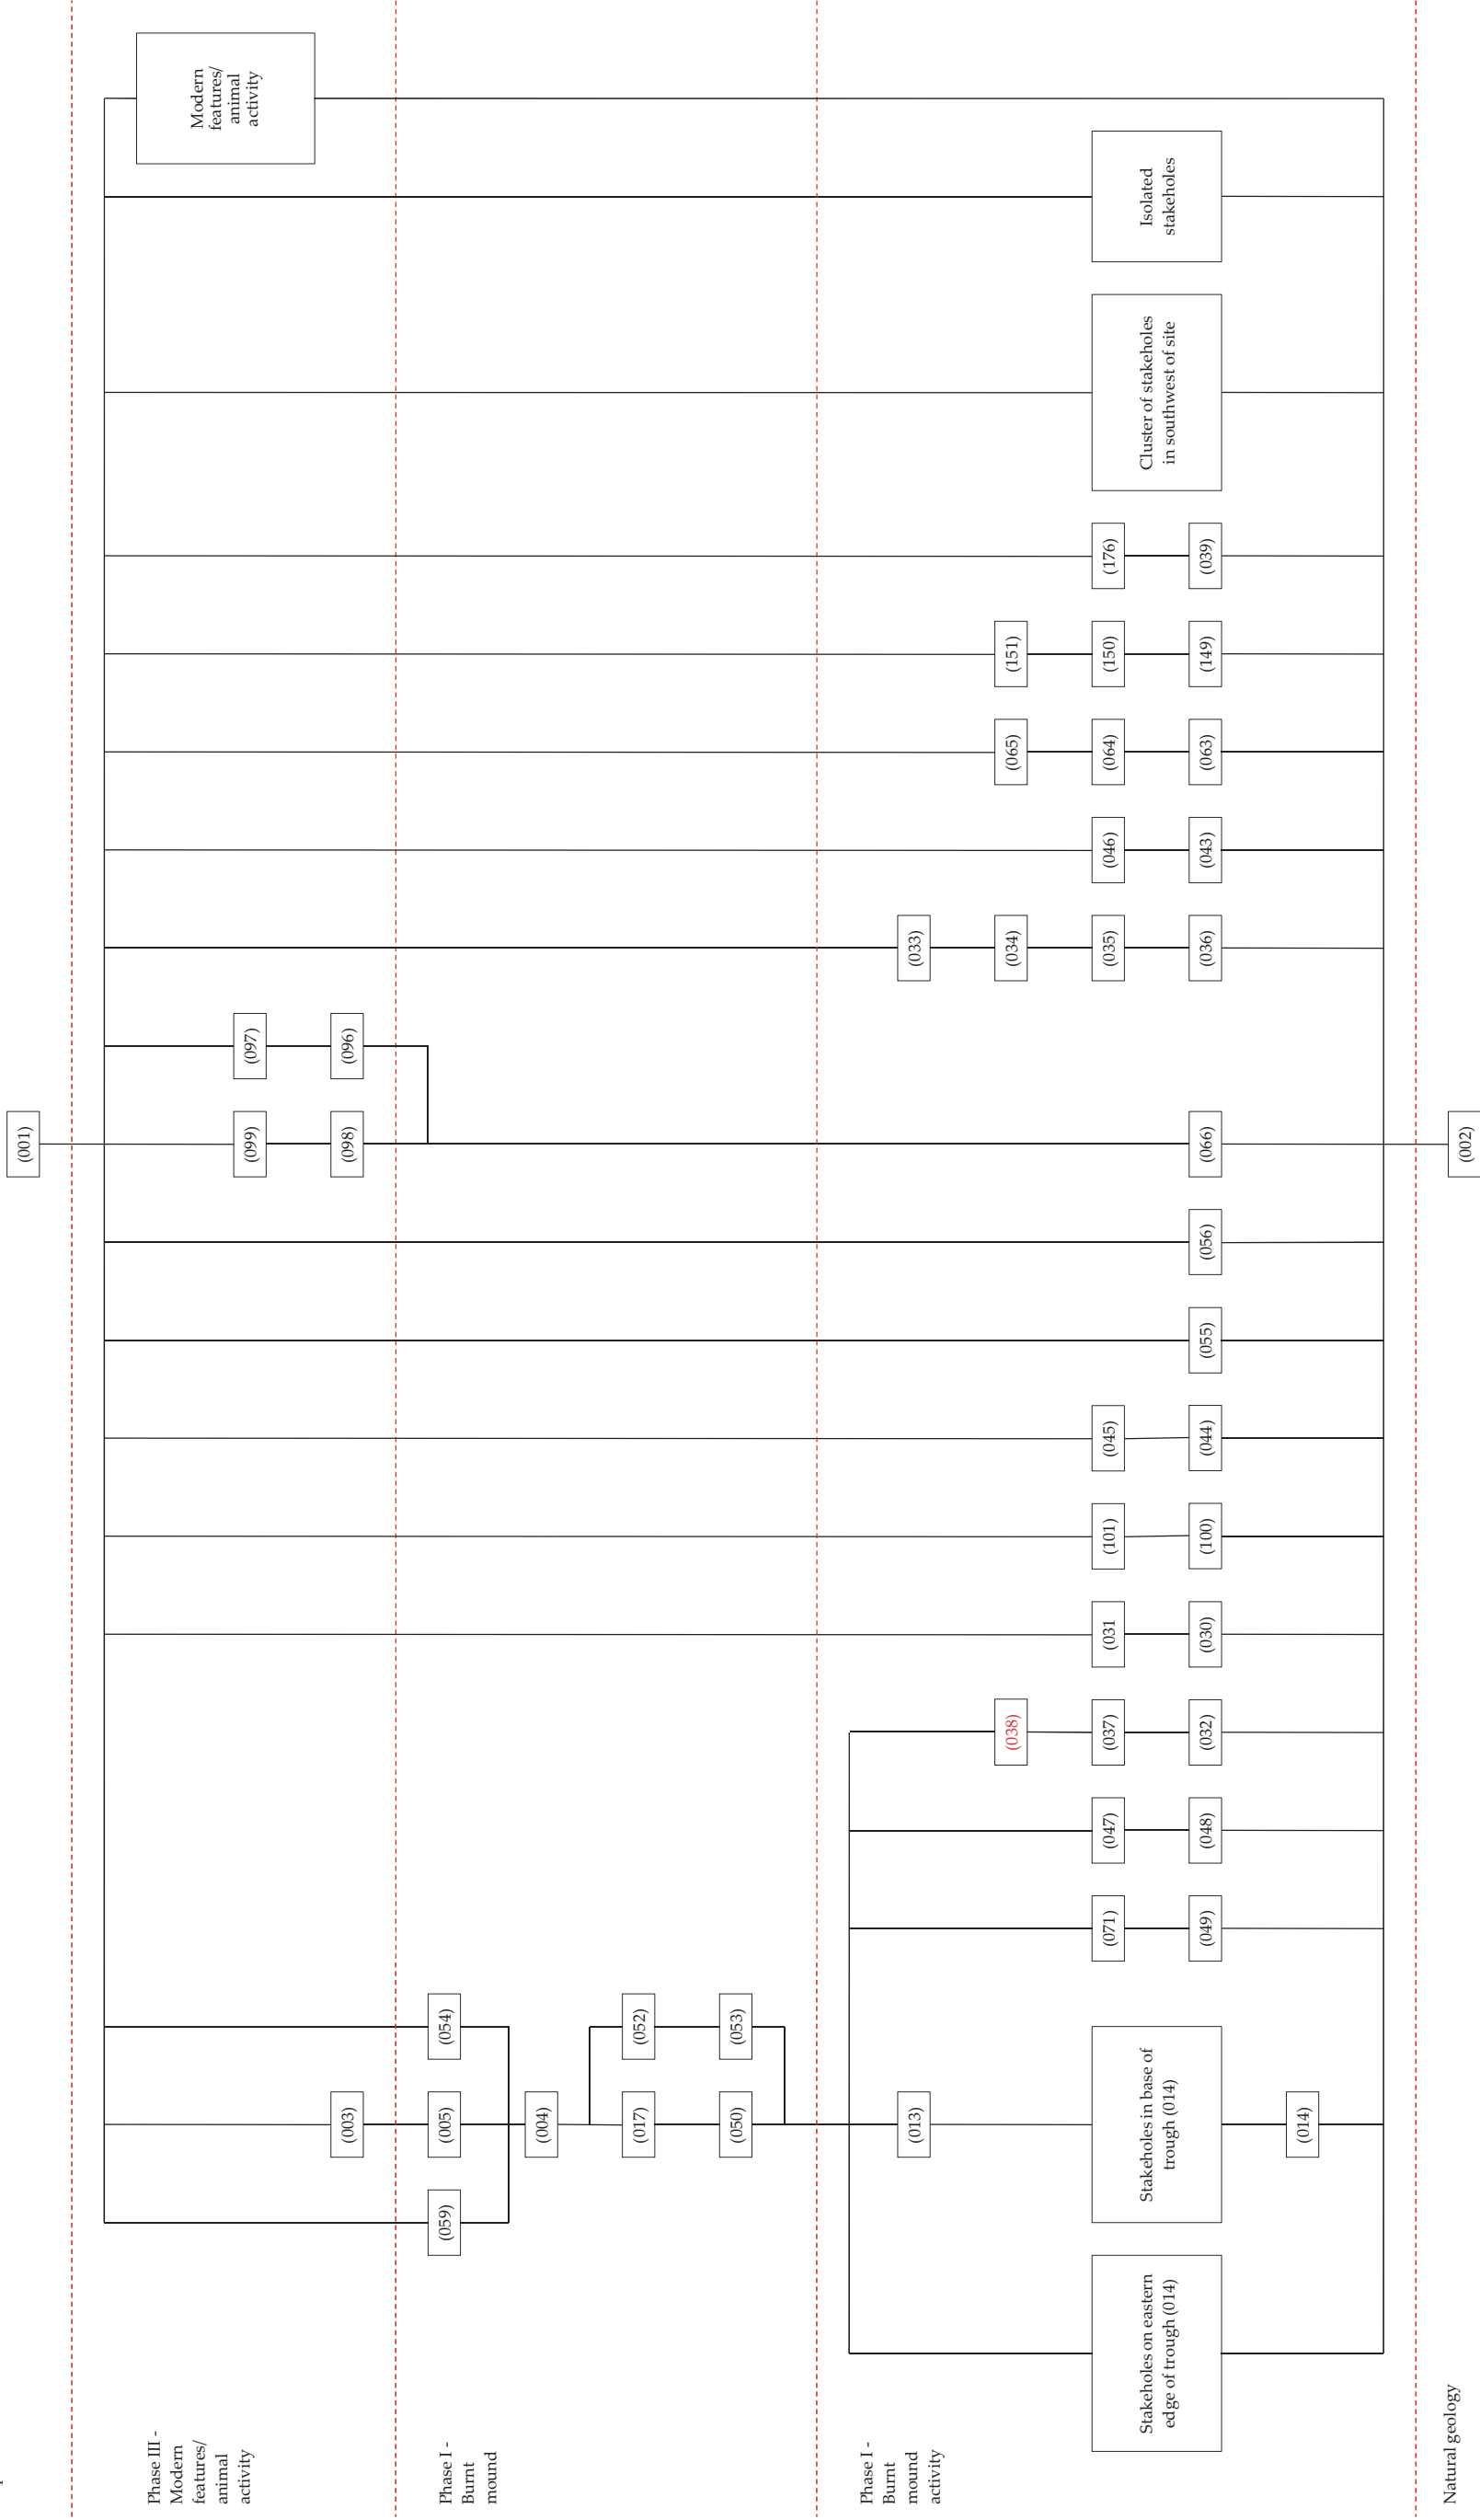 (001)
Phase III -
Modern
features/
animal
activity
Modern
features/
animal
activity
(099)
(097)
(003)
(098)
(096)
Phase I -
Burnt
mound
(059)
(005)
(054)
(004)
(017)
(052)
(050)
(053)
Phase I -
Burnt
mound
activity
(013)
(033)
(038)
(034)
(065)
(151)
Stakeholes on eastern
edge of trough (014)
Stakeholes in base of
trough (014)
(071)
(047)
(037)
(031
(101)
(045)
(035)
(046)
(064)
(150)
(176)
Cluster of stakeholes
in southwest of site
Isolated
stakeholes
(049)
(048)
(032)
(030)
(100)
(044)
(055)
(056)
(066)
(036)
(043)
(063)
(149)
(039)
(014)
Natural geology
(002)